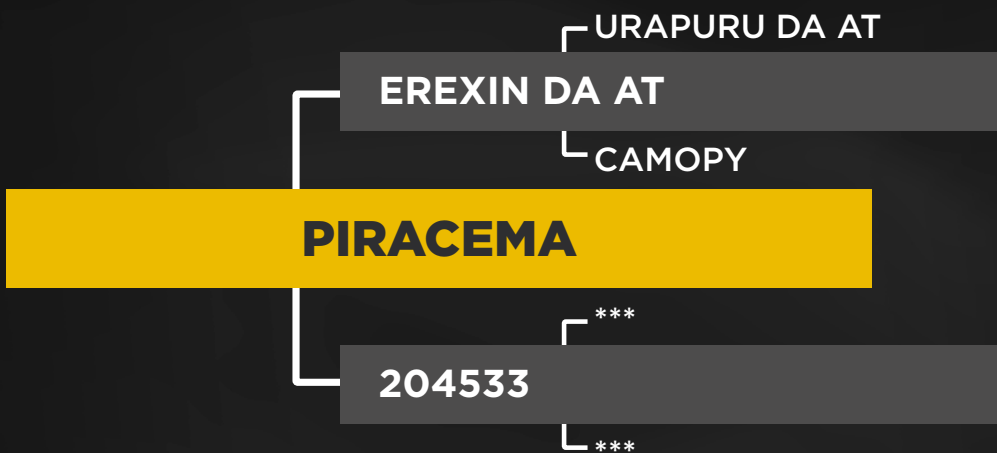 URAPURU DA AT
EREXIN DA AT
CAMOPY
PIRACEMA
***
204533
***